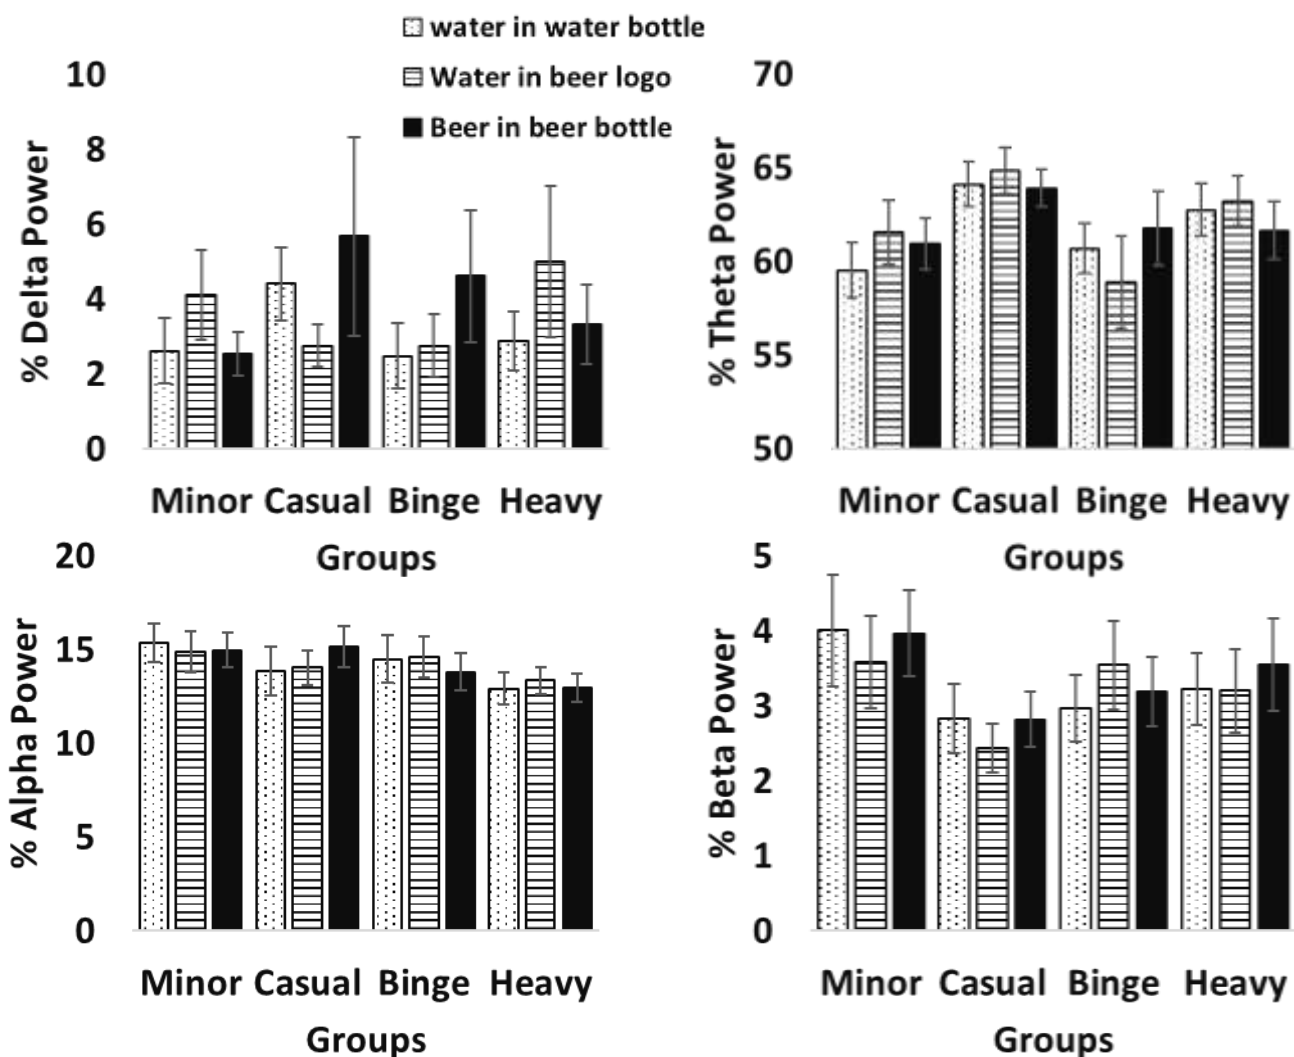 water in water bottle
Water in beer logo
Beer in beer bottle
% Delta Power
10
8
6
4
2
0
Minor Casual Binge Heavy
Groups
% Theta Power
70
65
60
55
50
Minor Casual Binge Heavy
Groups
% Alpha Power
20
15
10
5
0
Minor Casual Binge Heavy
Groups
% Beta Power
5
4
3
2
1
0
Minor Casual Binge Heavy
Groups